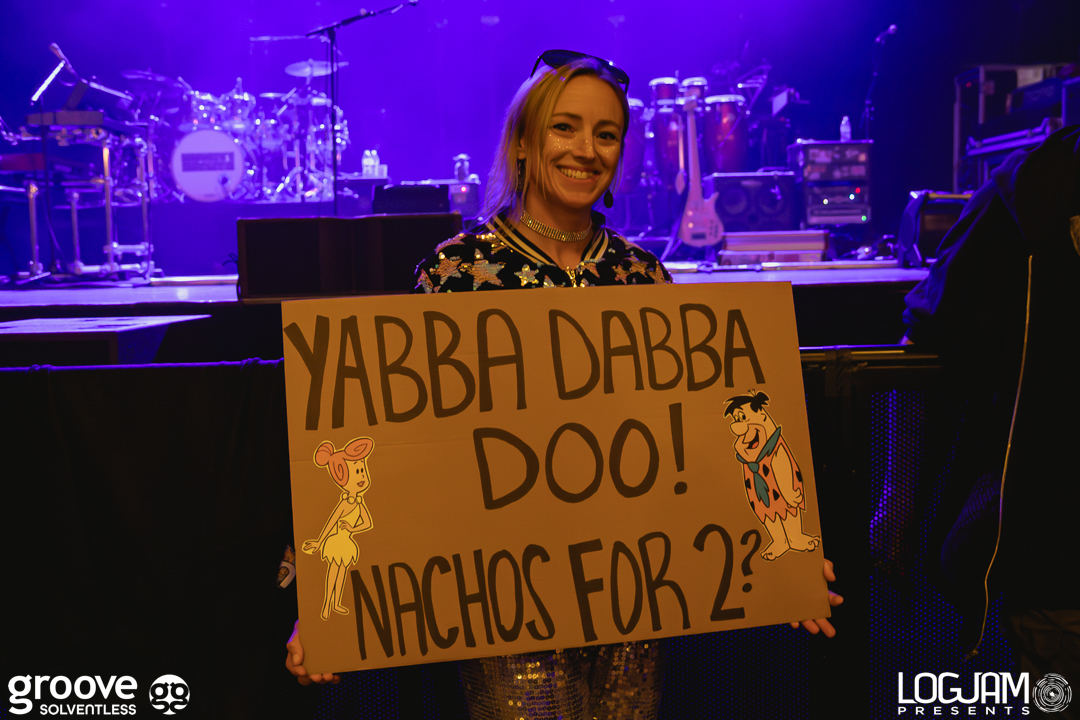 YABBA DABBA
DOO!
NACHOS FOR 2?
groove
SOLVENTLESS
LOGJAM
PRESENTS